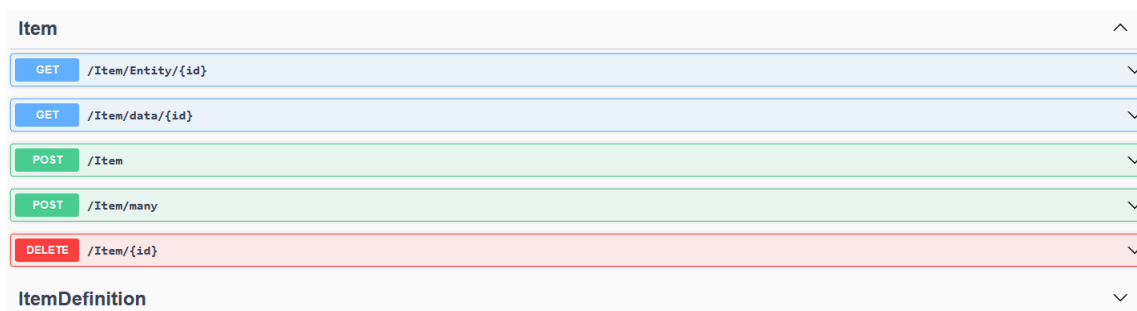 Item
GET /Item/Entity/{id}
GET /Item/data/{id}
POST /Item
POST /Item/many
DELETE /Item/{id}
ItemDefinition